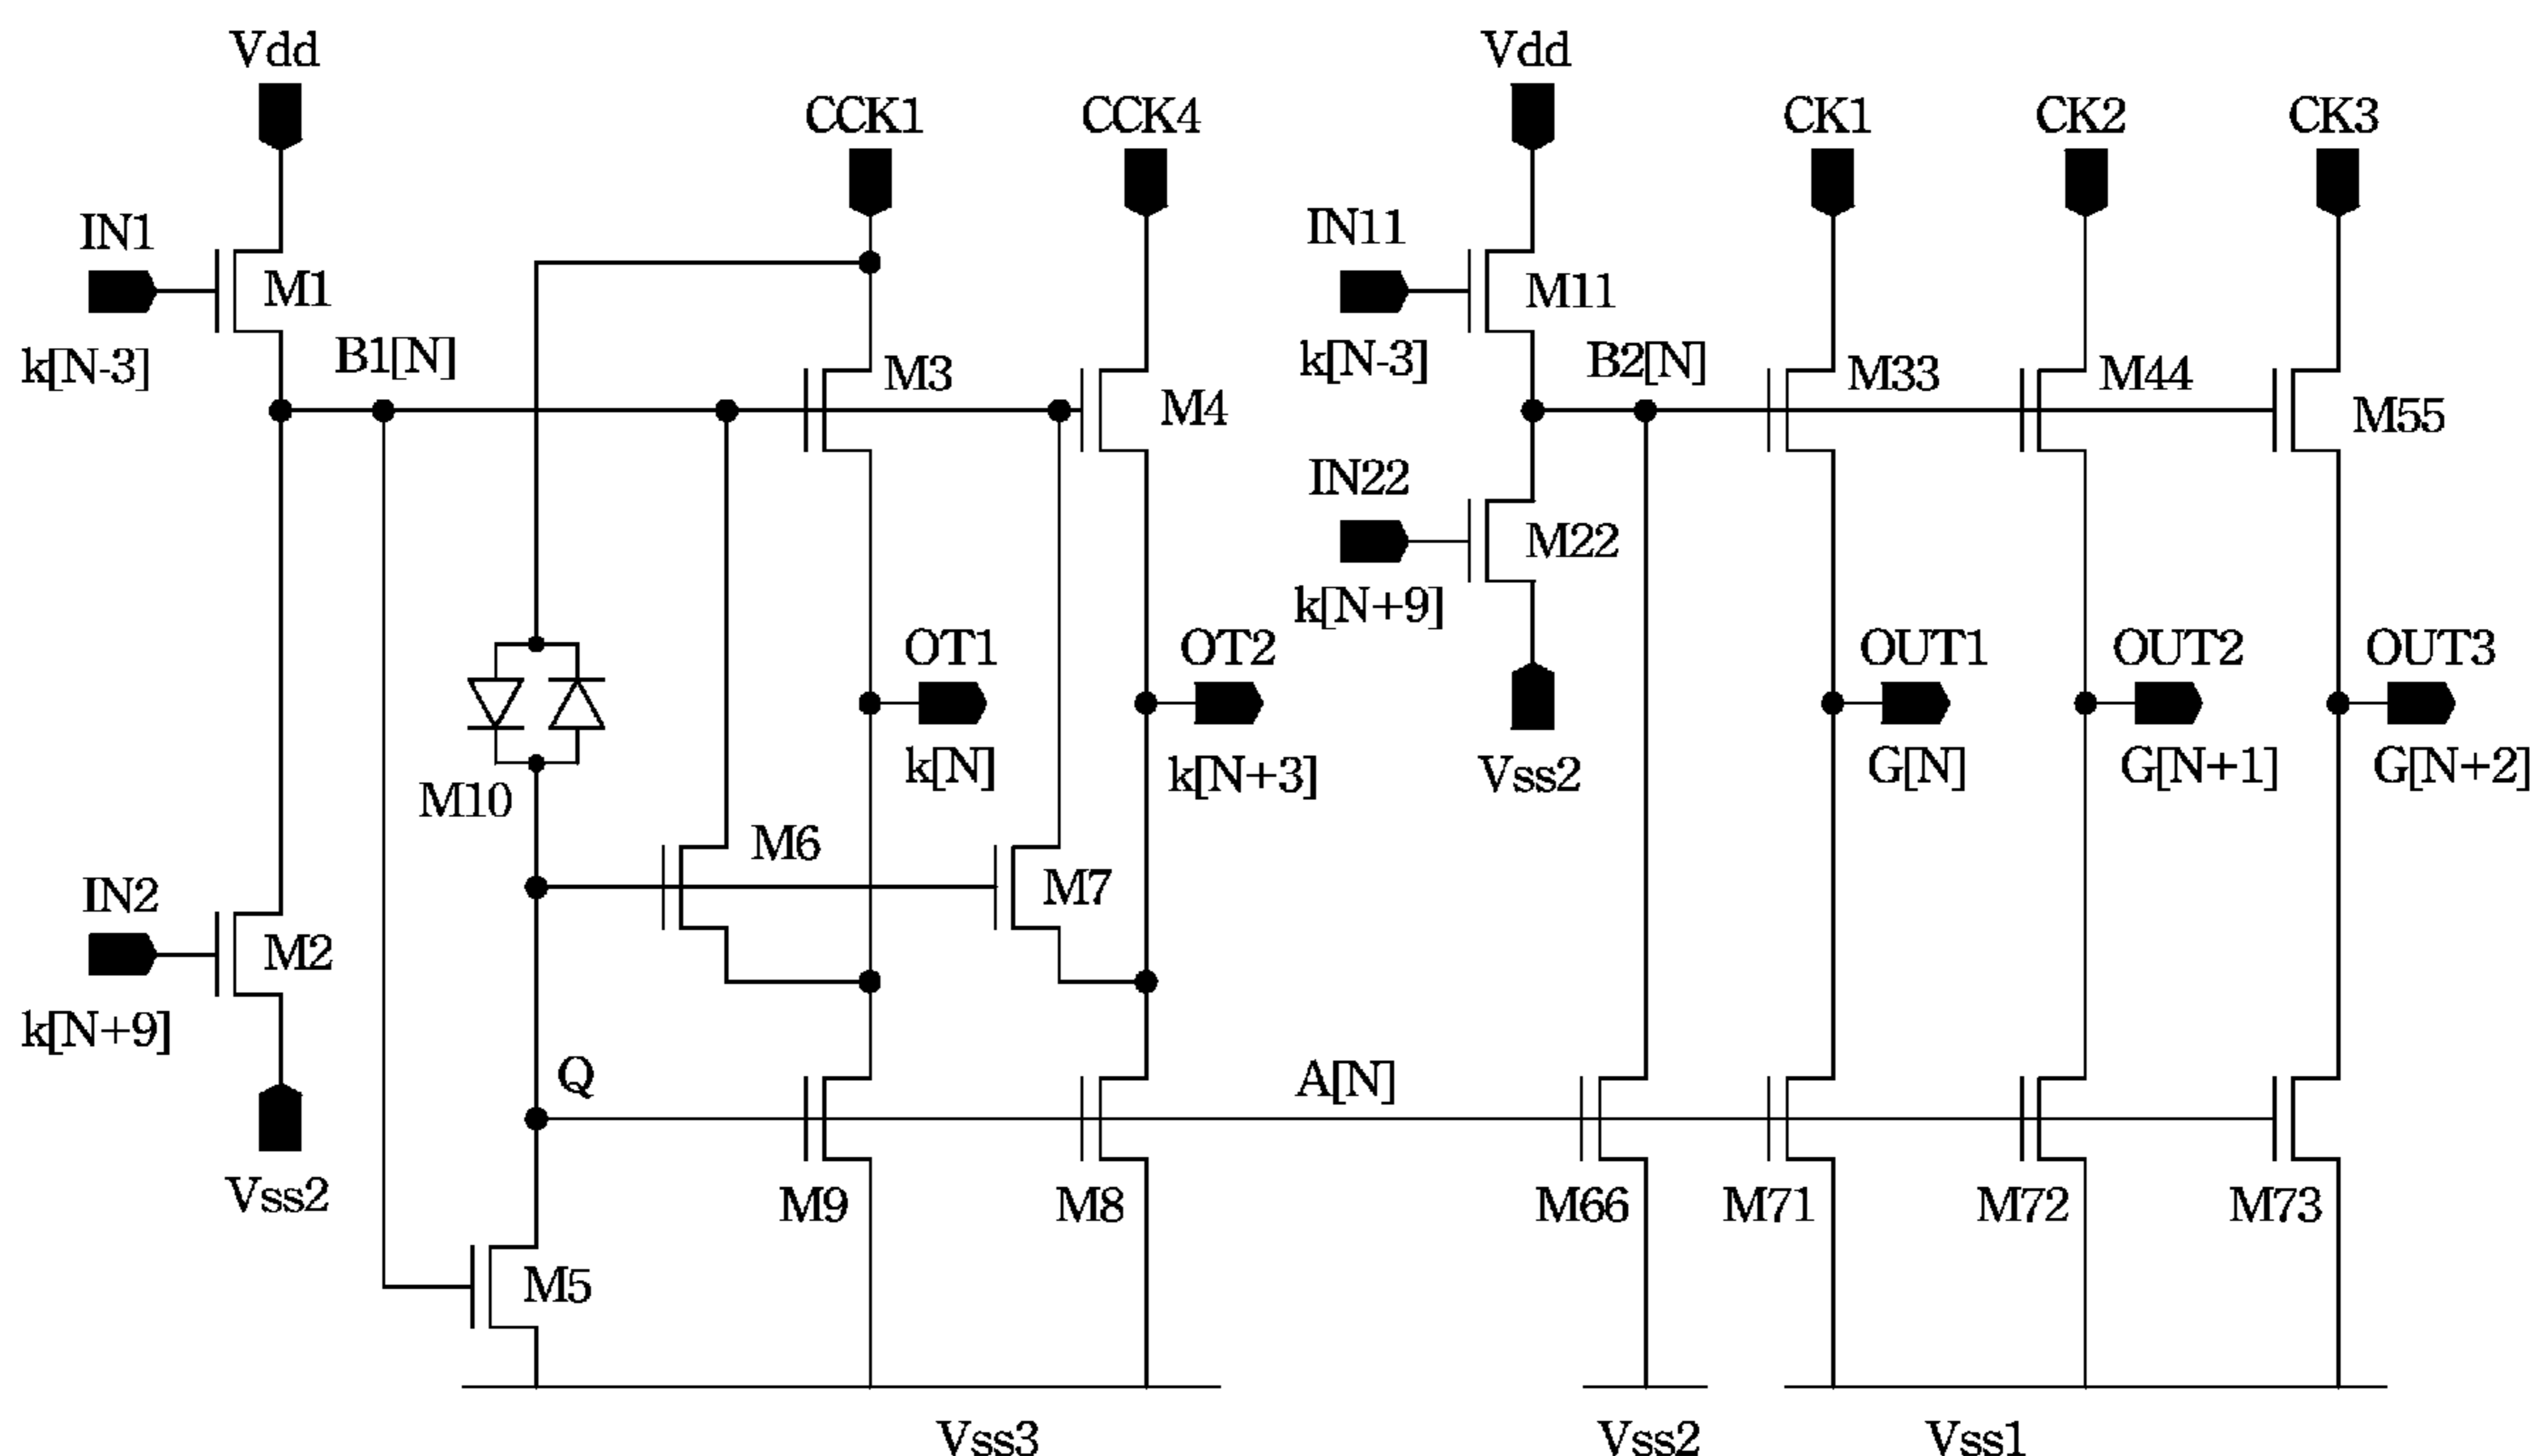 Vdd
Vdd
CCK1
CCK4
CK1
CK2
CK3
IN1
IN11
M1
M11
k[N-3]
B1[N]
k[N-3]
B2[N]
M3
M33
M44
M4
M55
IN22
M22
k[N+9]
OT1
OT2
OUT1
OUT2
OUT3
k[N]
k[N+3]
Vss2
G[N]
G[N+1]
G[N+2]
M10
M6
M7
IN2
M2
k[N+9]
Q
A[N]
Vss2
M9
M8
M66
M71
M72
M73
M5
Vss3
Vss2
Vss1